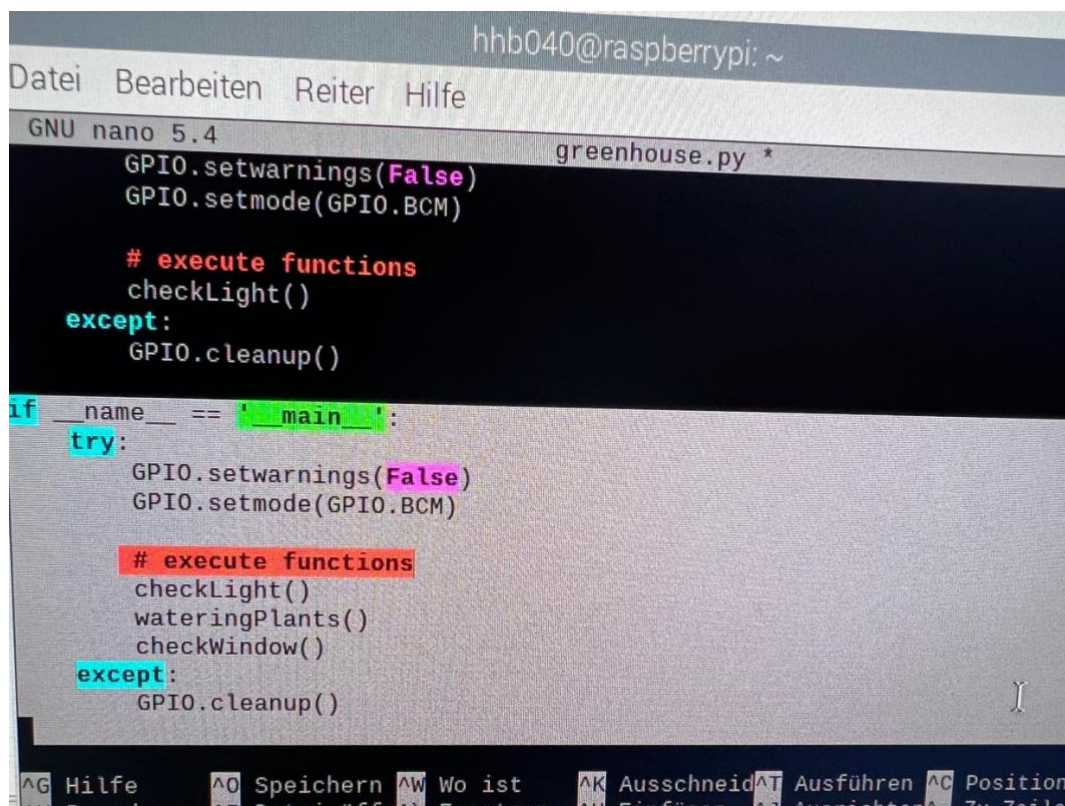 hhb040@raspberrypi: ~
Datei Bearbeiten Reiter Hilfe
GNU nano 5.4 greenhouse.py *
GPIO.setwarnings(False)
GPIO.setmode(GPIO.BCM)
# execute functions
checkLight()
except:
GPIO.cleanup()
if __name__ == '__main__':
try:
GPIO.setwarnings(False)
GPIO.setmode(GPIO.BCM)
# execute functions
checkLight()
wateringPlants()
checkWindow()
except:
GPIO.cleanup()
^G Hilfe ^O Speichern ^W Wo ist ^K Ausschneid ^T Ausführen ^C Position